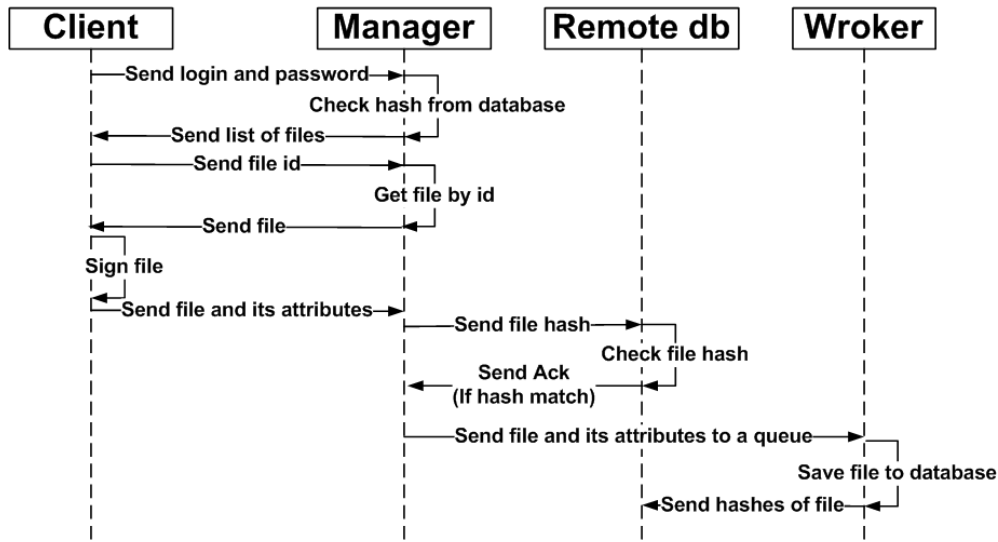 Client
Manager
Remote db
Wroker
Send login and password
Check hash from database
Send list of files
Send file id
Get file by id
Send file
Sign file
Send file and its attributes
Send file hash
Check file hash
Send Ack
(If hash match)
Send file and its attributes to a queue
Save file to database
Send hashes of file